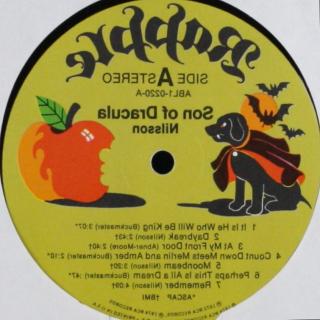 Rapple
SIDE A STEREO
ABL1-0220-A
Son of Dracula
Nilsson
1 It Is He Who Will Be King (Buckmaster) 3:07**
2 Daybreak (Nilsson) 2:43†
3 At My Front Door (Abner-Moore) 2:40†
4 Count Down Meets Merlin and Amber (Buckmaster) 2:10*
5 Moonbeam (Nilsson) 3:20†
6 Perhaps This Is All a Dream (Buckmaster) :47*
7 Remember (Nilsson)
*ASCAP †BMI
RCA RECORDS